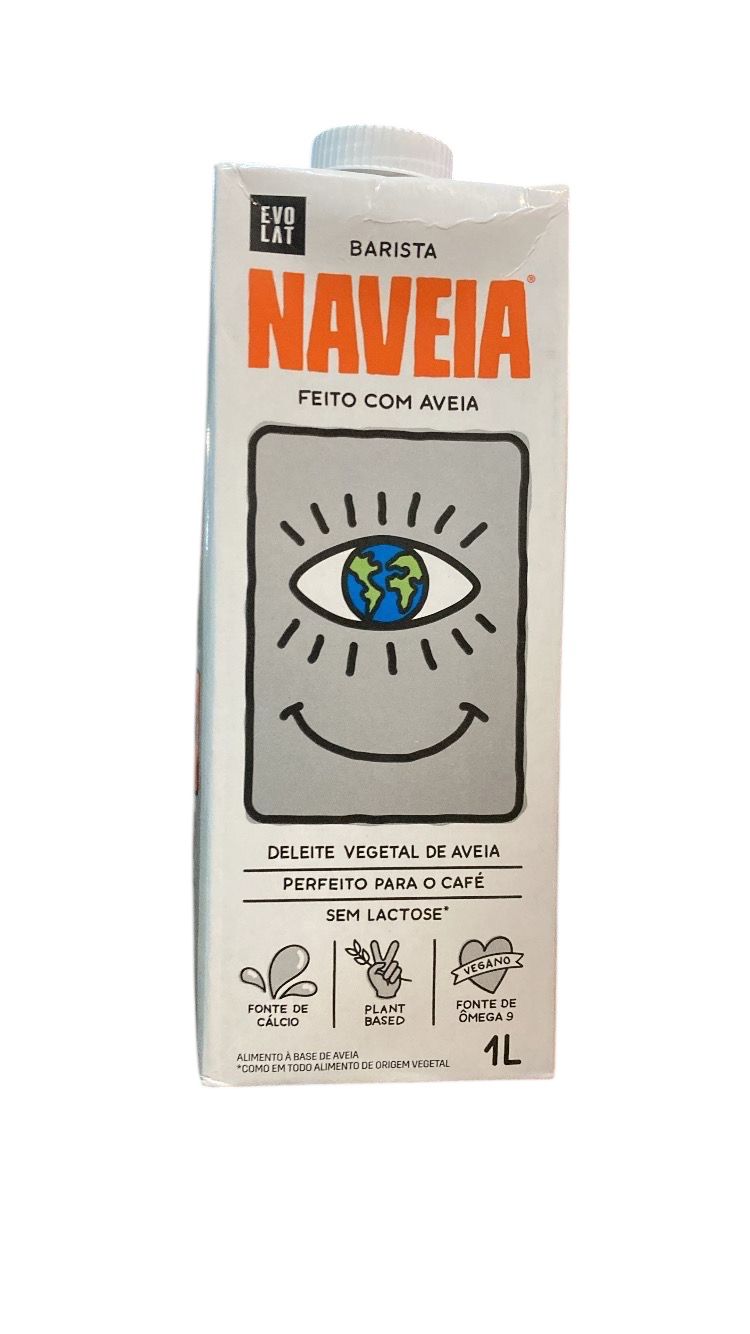 EVO
LAT
BARISTA
NAVEIA®
FEITO COM AVEIA
DELEITE VEGETAL DE AVEIA
PERFEITO PARA O CAFÉ
SEM LACTOSE*
FONTE DE
CÁLCIO
PLANT
BASED
VEGANO
FONTE DE
ÔMEGA 9
ALIMENTO À BASE DE AVEIA
*COMO EM TODO ALIMENTO DE ORIGEM VEGETAL
1L